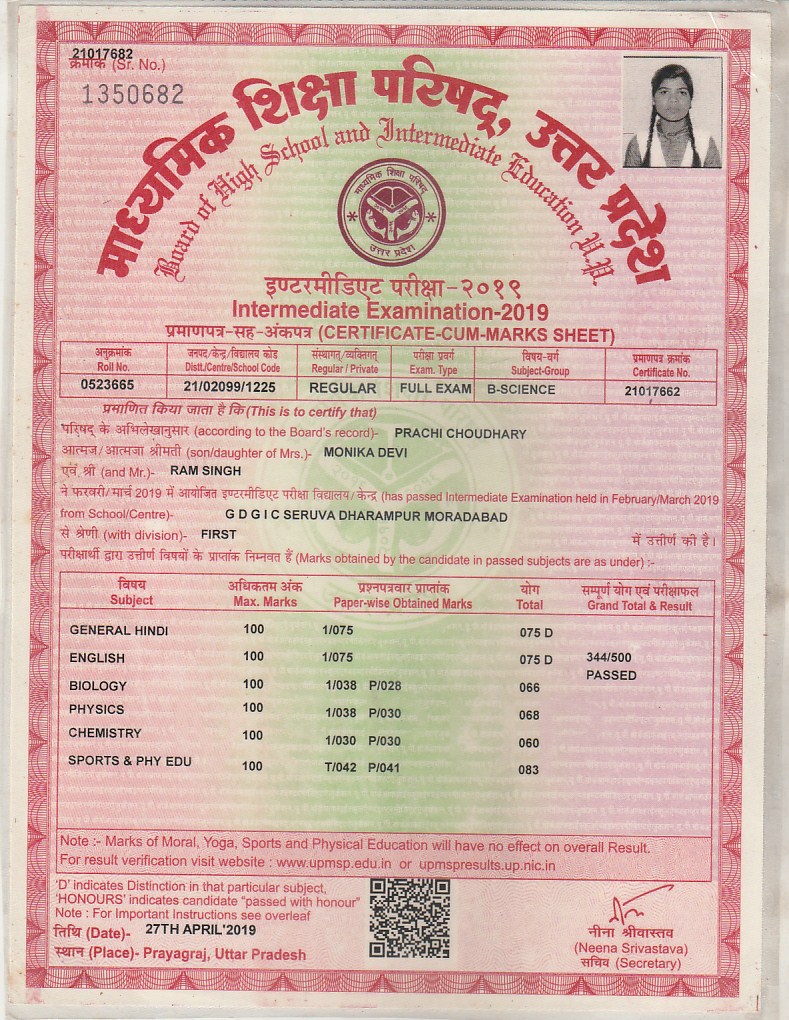 21017682
क्रमांक (Sr. No.)
1350682
माध्यमिक शिक्षा परिषद्, उत्तर प्रदेश
Board of High School and Intermediate Education U.P.
माध्यमिक शिक्षा परिषद्
उत्तर प्रदेश
इण्टरमीडिएट परीक्षा-२०१९
Intermediate Examination-2019
प्रमाणपत्र-सह-अंकपत्र (CERTIFICATE-CUM-MARKS SHEET)
अनुक्रमांक जनपद/केन्द्र/विद्यालय कोड संस्थागत/व्यक्तिगत परीक्षा प्रवर्ग विषय-वर्ग प्रमाणपत्र क्रमांक
Roll No. Distt./Centre/School Code Regular / Private Exam. Type Subject-Group Certificate No.
0523665 21/02099/1225 REGULAR FULL EXAM B-SCIENCE 21017662
प्रमाणित किया जाता है कि (This is to certify that)
परिषद के अभिलेखानुसार (according to the Board's record)- PRACHI CHOUDHARY
आत्मज/आत्मजा श्रीमती (son/daughter of Mrs.)- MONIKA DEVI
एवं श्री (and Mr.)- RAM SINGH
ने फरवरी/मार्च 2019 में आयोजित इण्टरमीडिएट परीक्षा विद्यालय/केन्द्र (has passed Intermediate Examination held in February/March 2019
from School/Centre)- G D G I C SERUVA DHARAMPUR MORADABAD
से श्रेणी (with division)- FIRST में उत्तीर्ण की है।
परीक्षार्थी द्वारा उत्तीर्ण विषयों के प्राप्तांक निम्नवत हैं (Marks obtained by the candidate in passed subjects are as under) :-
विषय अधिकतम अंक प्रश्नपत्रवार प्राप्तांक योग सम्पूर्ण योग एवं परीक्षाफल
Subject Max. Marks Paper-wise Obtained Marks Total Grand Total & Result
GENERAL HINDI 100 1/075 075 D
ENGLISH 100 1/075 075 D 344/500
PASSED
BIOLOGY 100 1/038 P/028 066
PHYSICS 100 1/038 P/030 068
CHEMISTRY 100 1/030 P/030 060
SPORTS & PHY EDU 100 T/042 P/041 083
Note :- Marks of Moral, Yoga, Sports and Physical Education will have no effect on overall Result.
For result verification visit website : www.upmsp.edu.in or upmspresults.up.nic.in
'D' indicates Distinction in that particular subject,
'HONOURS' indicates candidate "passed with honour"
Note : For Important Instructions see overleaf
तिथि (Date)- 27TH APRIL'2019
स्थान (Place)- Prayagraj, Uttar Pradesh
नीना श्रीवास्तव
(Neena Srivastava)
सचिव (Secretary)